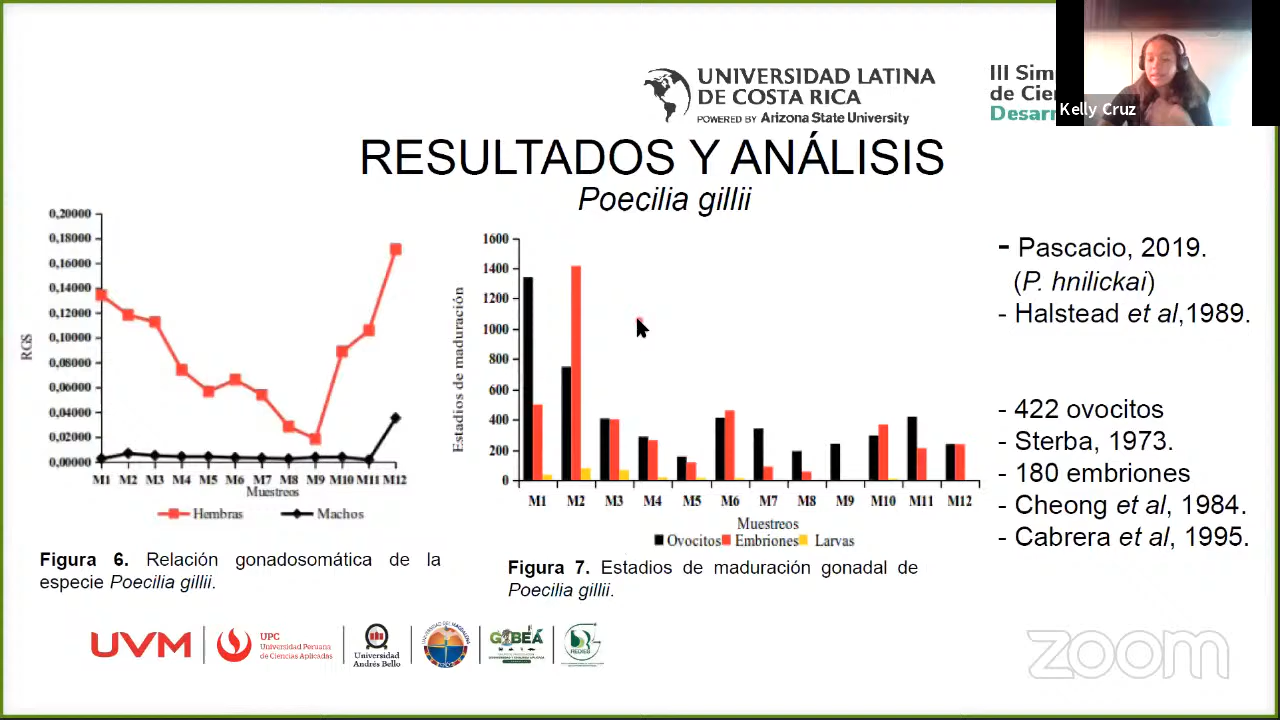 UNIVERSIDAD LATINA
DE COSTA RICA
POWERED BY Arizona State University
III Sim
de Cie
Desarr
Kelly Cruz
RESULTADOS Y ANÁLISIS
Poecilia gillii
0,20000
0,18000
0,16000
0,14000
0,12000
0,10000
0,08000
0,06000
0,04000
0,02000
0,00000
RGS
M1 M2 M3 M4 M5 M6 M7 M8 M9 M10 M11 M12
Muestreos
Hembras Machos
Figura 6. Relación gonadosomática de la
especie Poecilia gillii.
1600
1400
1200
1000
800
600
400
200
0
Estadios de maduración
M1 M2 M3 M4 M5 M6 M7 M8 M9 M10 M11 M12
Muestreos
Ovocitos Embriones Larvas
Figura 7. Estadios de maduración gonadal de
Poecilia gillii.
- Pascacio, 2019.
(P. hnilickai)
- Halstead et al,1989.
- 422 ovocitos
- Sterba, 1973.
- 180 embriones
- Cheong et al, 1984.
- Cabrera et al, 1995.
UVM
UPC
Universidad Peruana
de Ciencias Aplicadas
Universidad
Andrés Bello
zoom